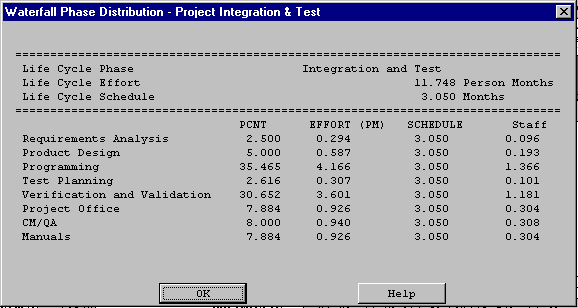 Waterfall Phase Distribution - Project Integration & Test
Life Cycle Phase Integration and Test
Life Cycle Effort 11.748 Person Months
Life Cycle Schedule 3.050 Months
PCNT EFFORT (PM) SCHEDULE Staff
Requirements Analysis 2.500 0.294 3.050 0.096
Product Design 5.000 0.587 3.050 0.193
Programming 35.465 4.166 3.050 1.366
Test Planning 2.616 0.307 3.050 0.101
Verification and Validation 30.652 3.601 3.050 1.181
Project Office 7.884 0.926 3.050 0.304
CM/QA 8.000 0.940 3.050 0.308
Manuals 7.884 0.926 3.050 0.304
OK Help